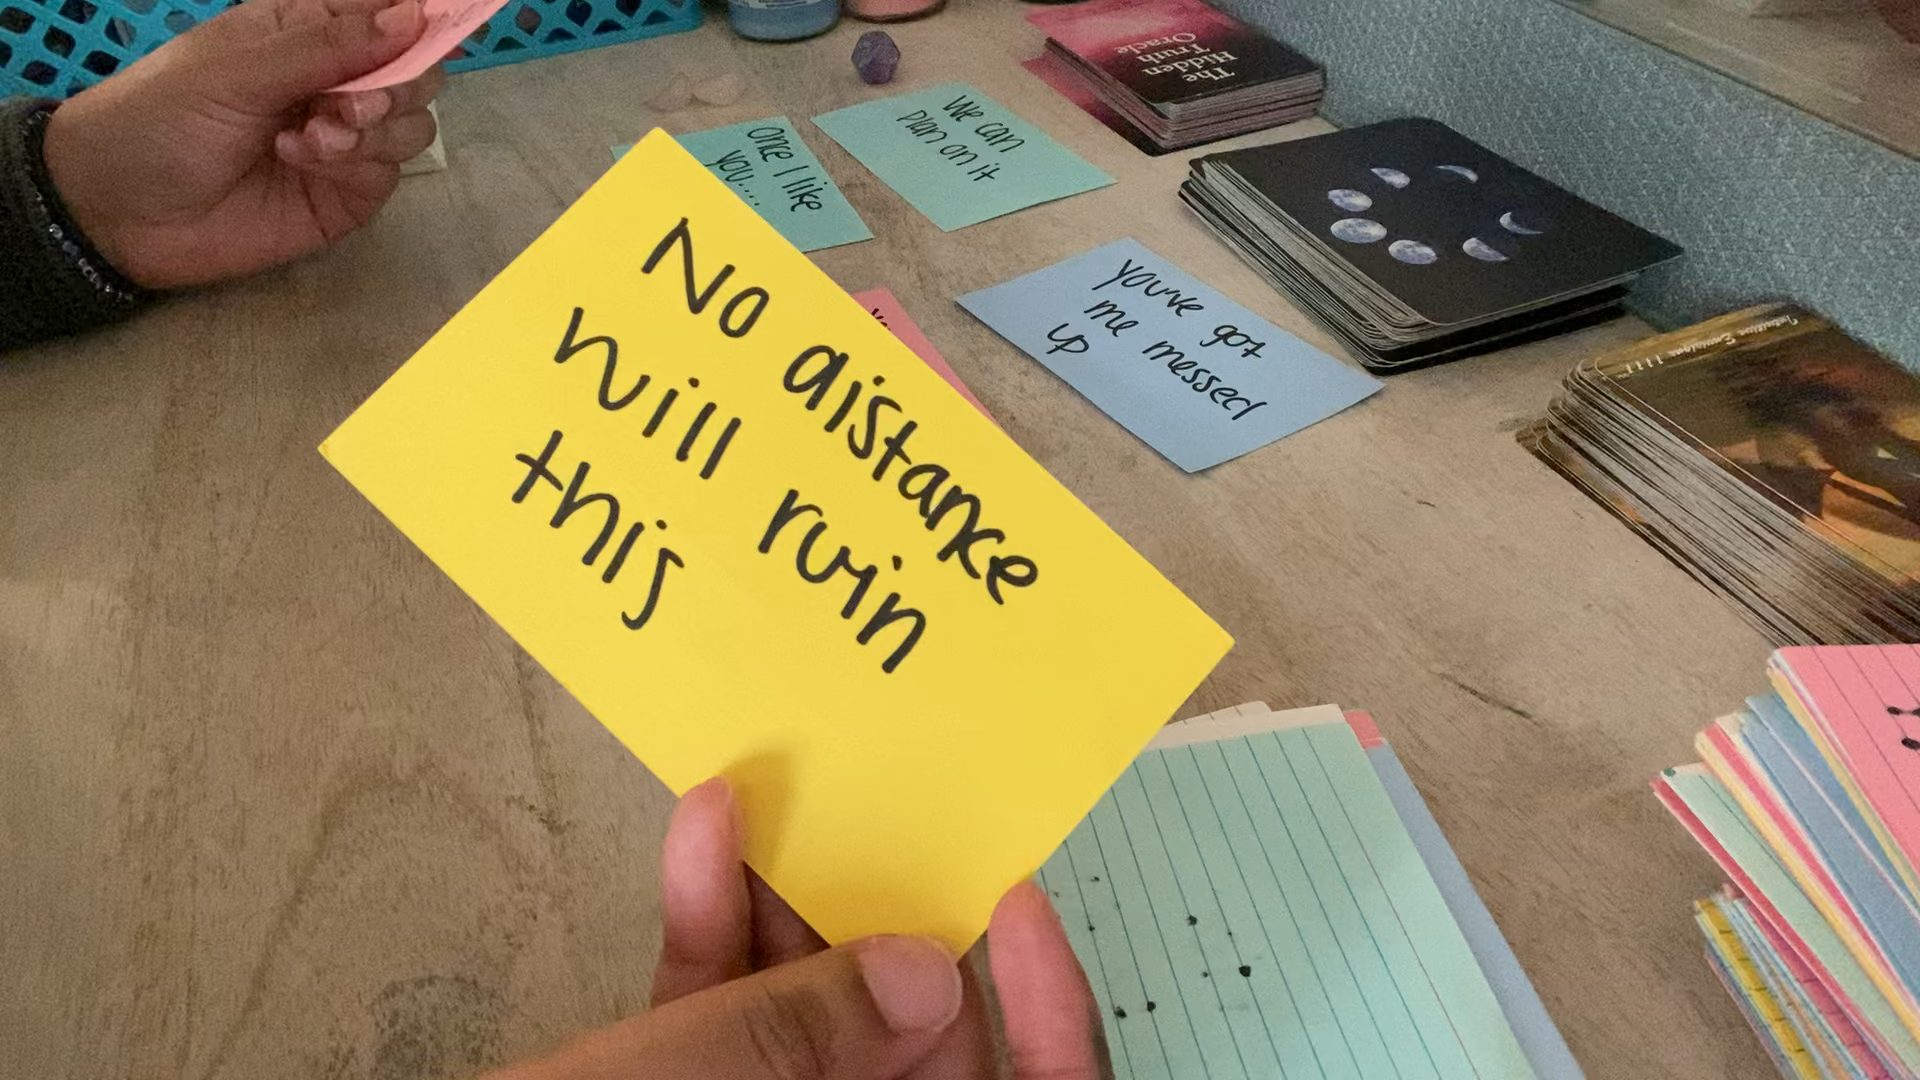 No distance
will ruin
this
Once I like
you....
We can
plan on it
you've got
me messed
up
The
Hidden
Truth
Oracle